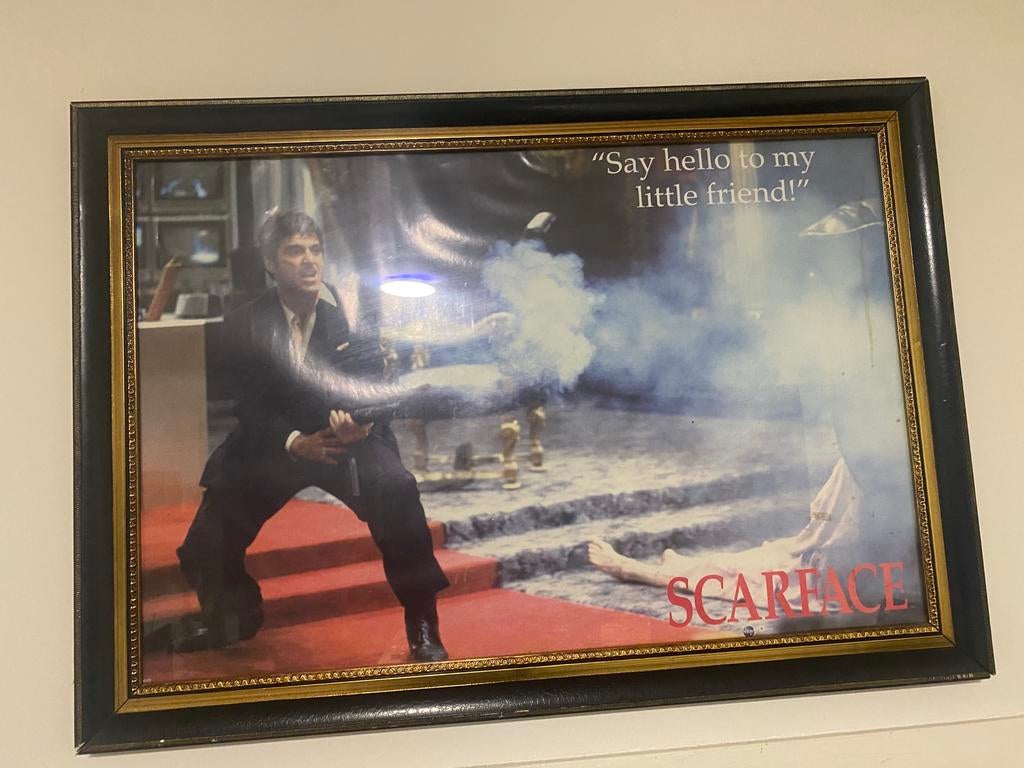 “Say hello to my
little friend!”
SCARFACE